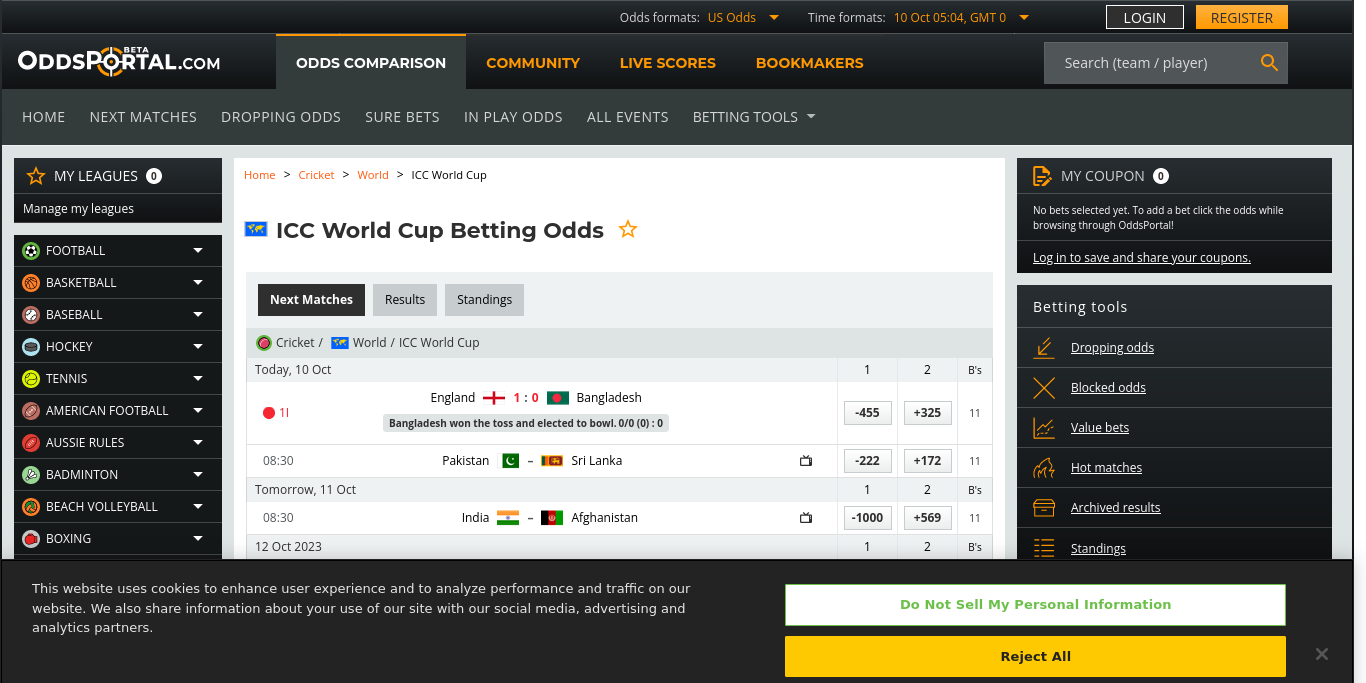 Odds formats: US Odds Time formats: 10 Oct 05:04, GMT 0 LOGIN REGISTER
BETA
ODDSPORTAL.COM ODDS COMPARISON COMMUNITY LIVE SCORES BOOKMAKERS Search (team / player)
HOME NEXT MATCHES DROPPING ODDS SURE BETS IN PLAY ODDS ALL EVENTS BETTING TOOLS
MY LEAGUES 0
Manage my leagues
FOOTBALL
BASKETBALL
BASEBALL
HOCKEY
TENNIS
AMERICAN FOOTBALL
AUSSIE RULES
BADMINTON
BEACH VOLLEYBALL
BOXING
Home > Cricket > World > ICC World Cup
ICC World Cup Betting Odds
Next Matches Results Standings
Cricket / World / ICC World Cup
Today, 10 Oct 1 2 B's
England 1 : 0 Bangladesh
1I -455 +325 11
Bangladesh won the toss and elected to bowl. 0/0 (0) : 0
08:30 Pakistan – Sri Lanka -222 +172 11
Tomorrow, 11 Oct 1 2 B's
08:30 India – Afghanistan -1000 +569 11
12 Oct 2023 1 2 B's
MY COUPON 0
No bets selected yet. To add a bet click the odds while
browsing through OddsPortal!
Log in to save and share your coupons.
Betting tools
Dropping odds
Blocked odds
Value bets
Hot matches
Archived results
Standings
This website uses cookies to enhance user experience and to analyze performance and traffic on our
website. We also share information about your use of our site with our social media, advertising and
analytics partners.
Do Not Sell My Personal Information
Reject All